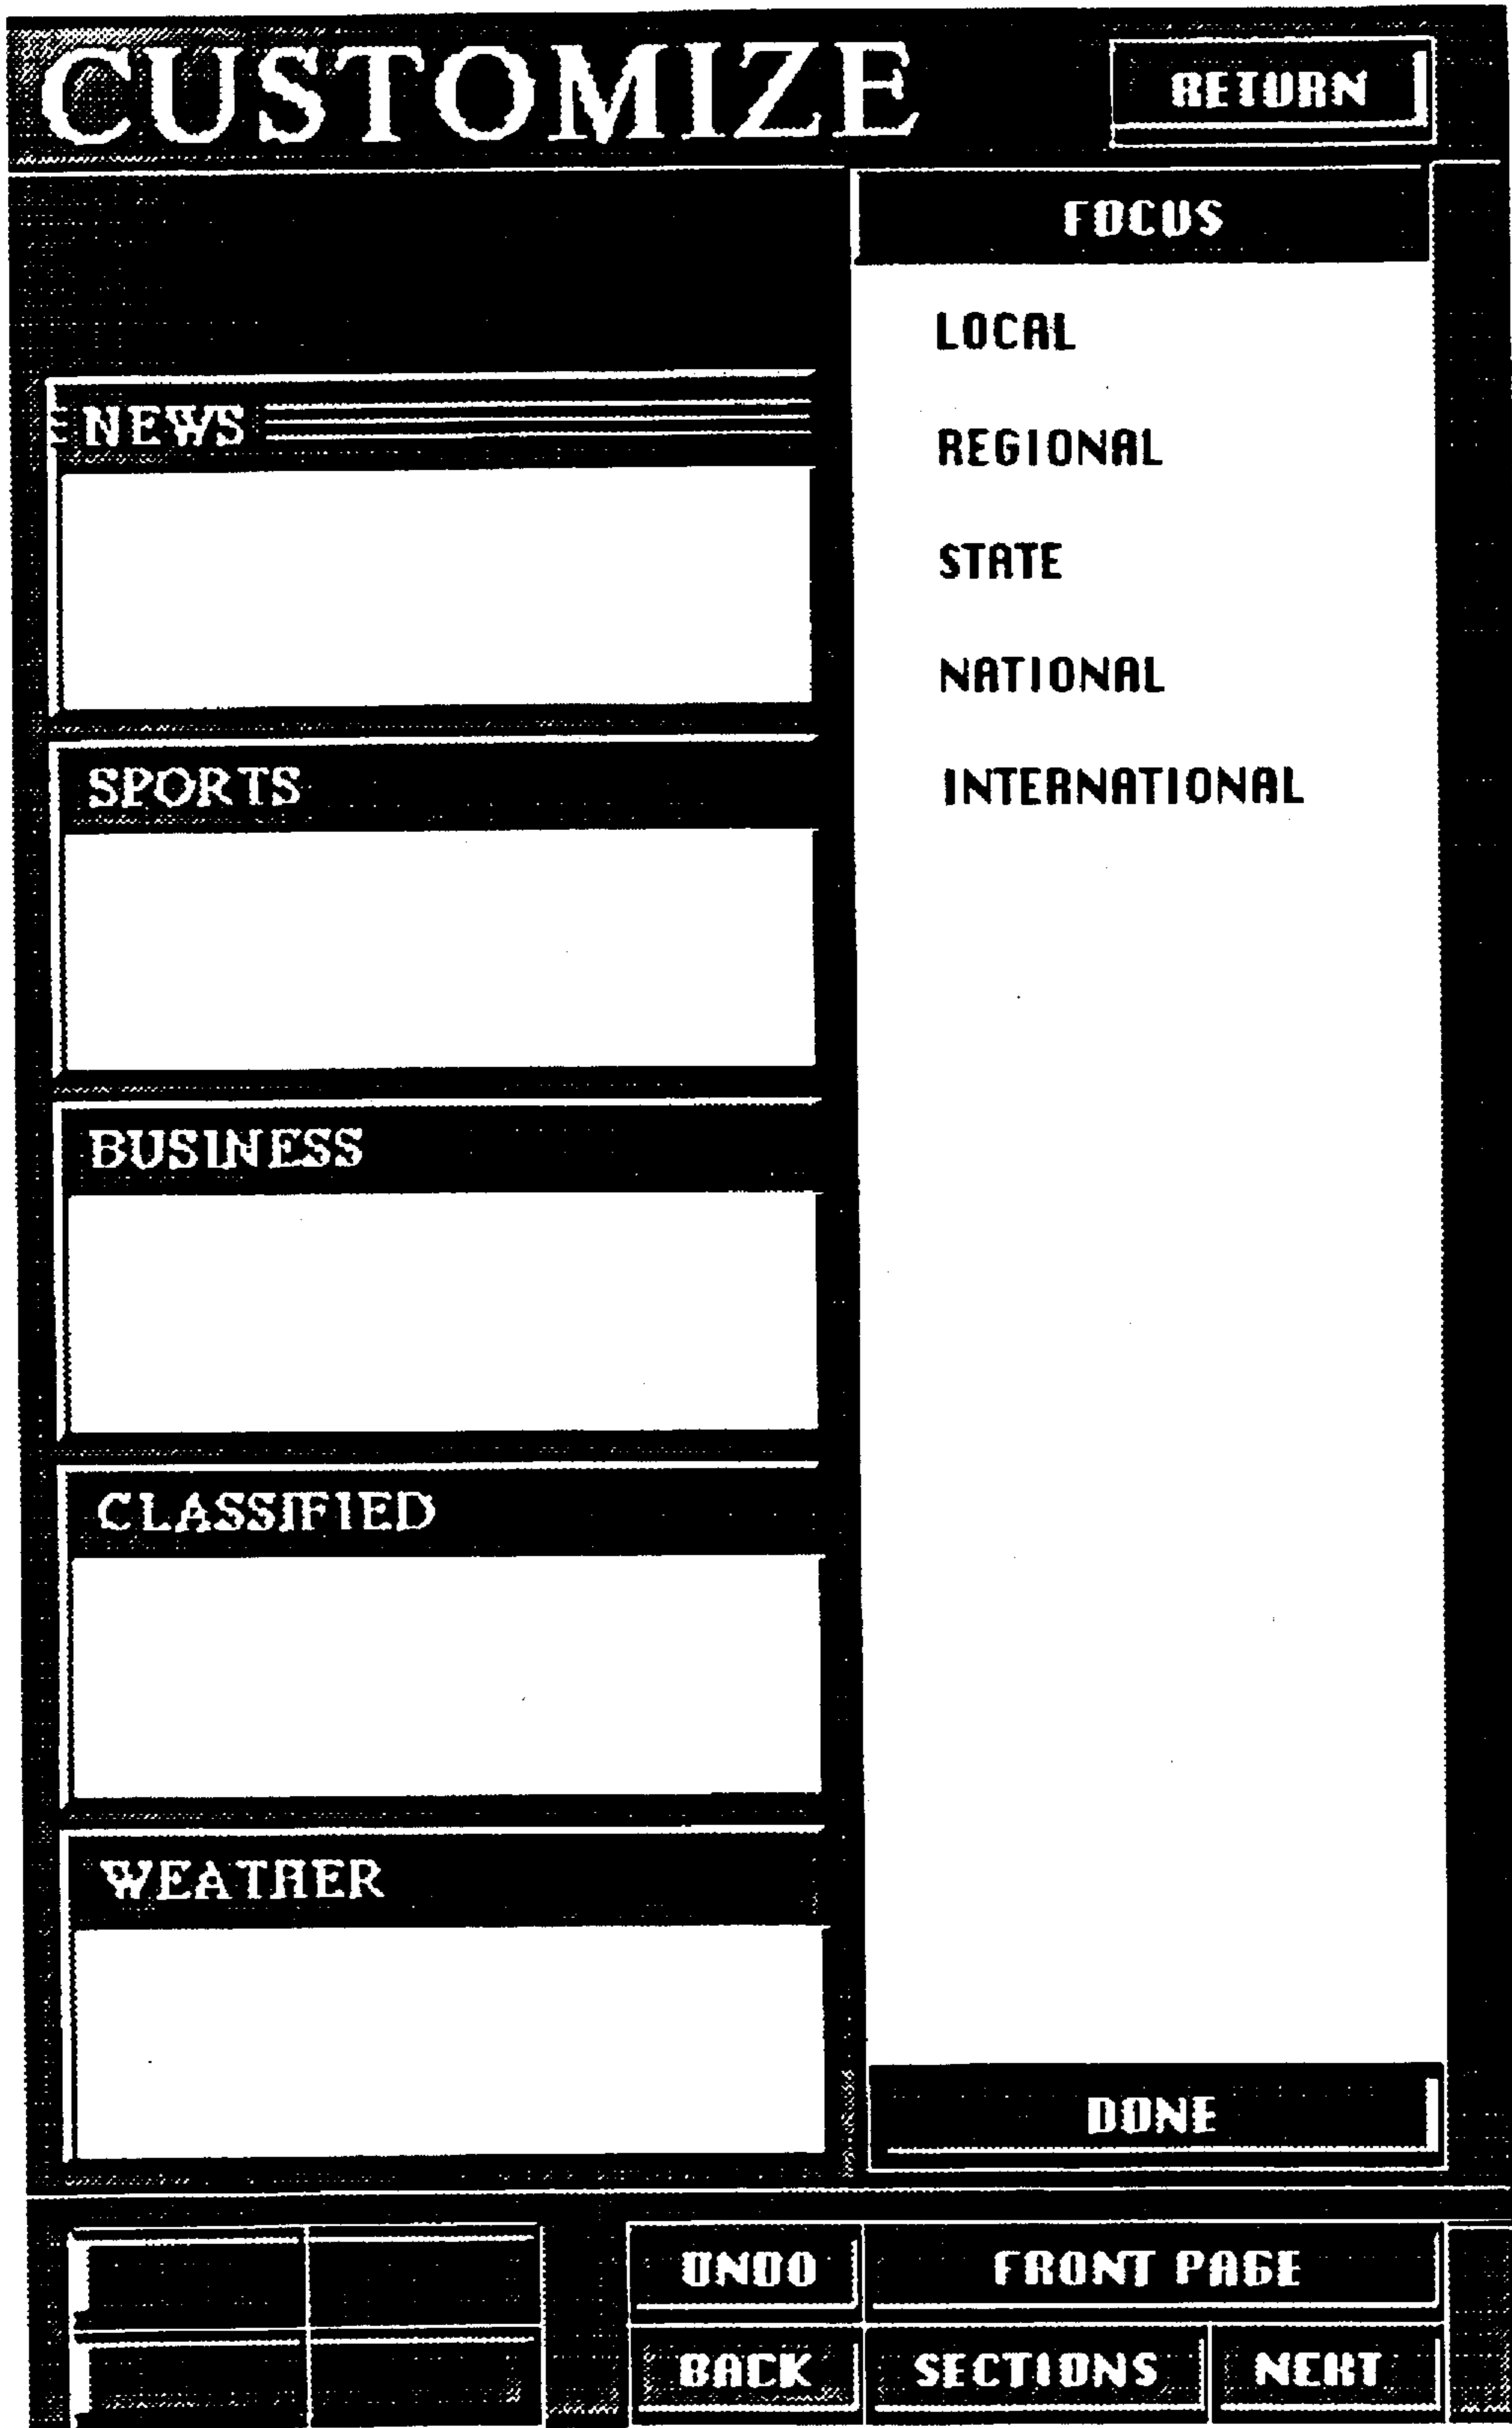 CUSTOMIZE
RETURN
FOCUS
LOCAL
REGIONAL
STATE
NATIONAL
INTERNATIONAL
NEWS
SPORTS
BUSINESS
CLASSIFIED
WEATHER
DONE
UNDO
FRONT PAGE
BACK
SECTIONS
NEXT